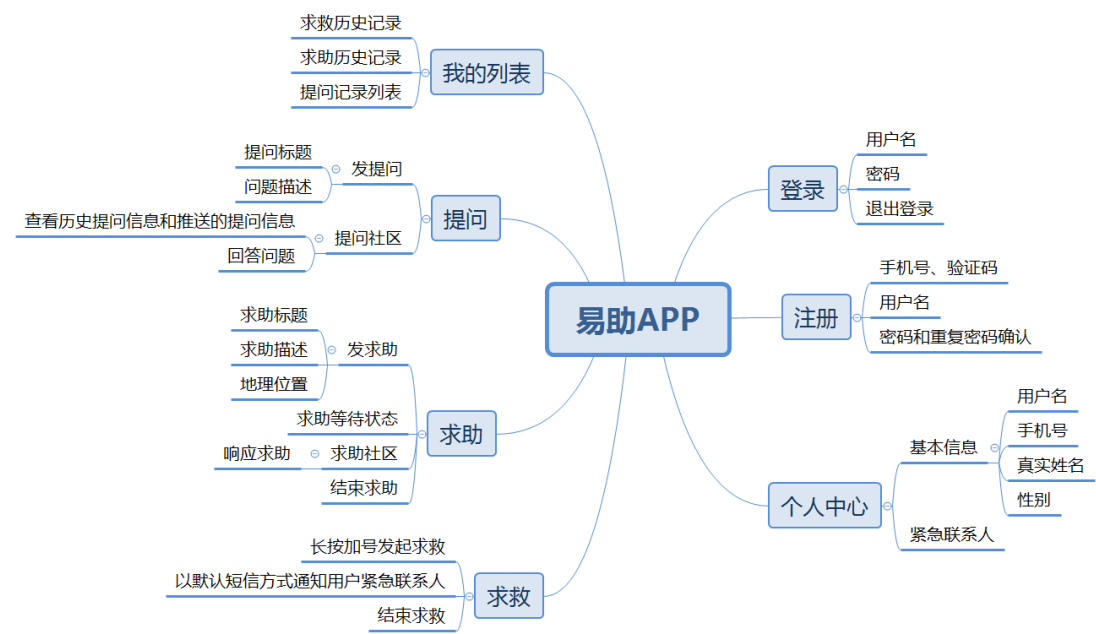 易助APP
我的列表
求救历史记录
求助历史记录
提问记录列表
提问
发提问
提问标题
问题描述
提问社区
查看历史提问信息和推送的提问信息
回答问题
求助
发求助
求助标题
求助描述
地理位置
求助等待状态
求助社区
响应求助
结束求助
求救
长按加号发起求救
以默认短信方式通知用户紧急联系人
结束求救
登录
用户名
密码
退出登录
注册
手机号、验证码
用户名
密码和重复密码确认
个人中心
基本信息
用户名
手机号
真实姓名
性别
紧急联系人